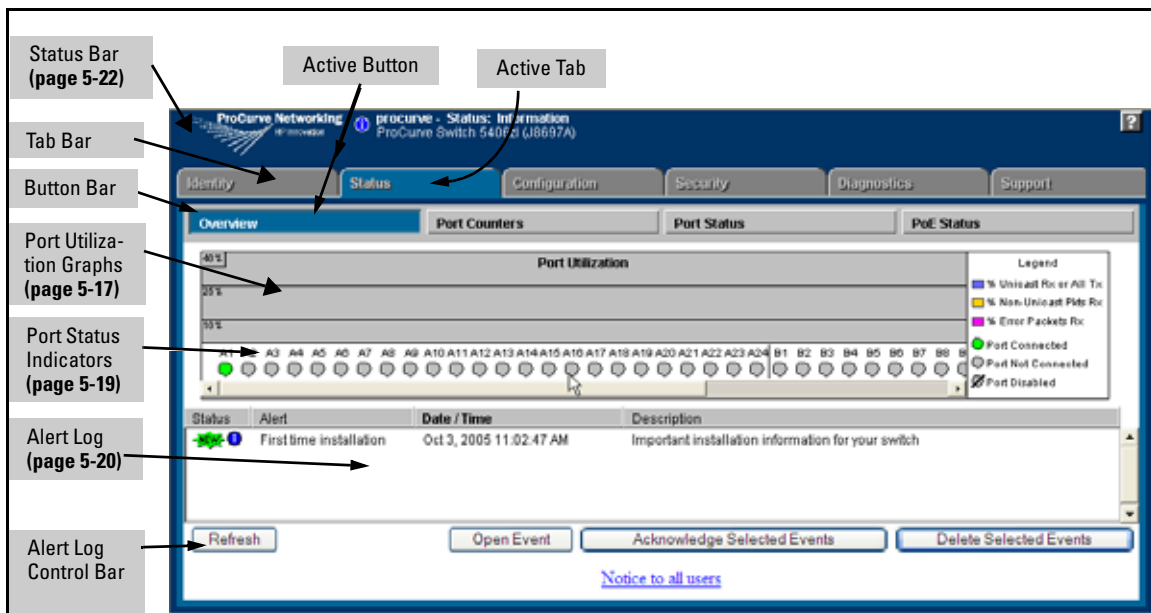 Status Bar
(page 5-22)
Active Button
Active Tab
Tab Bar
Button Bar
Port Utiliza-
tion Graphs
(page 5-17)
Port Status
Indicators
(page 5-19)
Alert Log
(page 5-20)
Alert Log
Control Bar
ProCurve Networking
HP Innovation
procurve - Status: Information
ProCurve Switch 5406zl (J8697A)
?
Identity Status Configuration Security Diagnostics Support
Overview Port Counters Port Status PoE Status
40% Port Utilization
25%
10%
Legend
% Unicast Rx or All Tx
% Non-Unicast Pkts Rx
% Error Packets Rx
Port Connected
Port Not Connected
Port Disabled
A1 A3 A4 A5 A6 A7 A8 A9 A10 A11 A12 A13 A14 A15 A16 A17 A18 A19 A20 A21 A22 A23 A24 B1 B2 B3 B4 B5 B6 B7 B8
Status Alert Date / Time Description
NEW First time installation Oct 3, 2005 11:02:47 AM Important installation information for your switch
Refresh Open Event Acknowledge Selected Events Delete Selected Events
Notice to all users